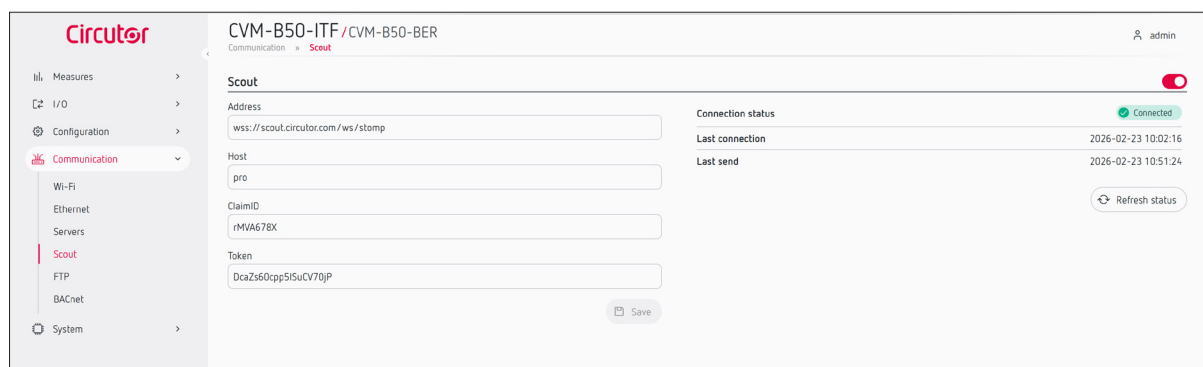 Circutor
CVM-B50-ITF/CVM-B50-BER
Communication » Scout
admin
Measures
I/O
Configuration
Communication
Wi-Fi
Ethernet
Servers
Scout
FTP
BACnet
System
Scout
Address
wss://scout.circutor.com/ws/stomp
Host
pro
ClaimID
rMVA678X
Token
DcaZs60cpp5ISuCV70jP
Save
Connection status
Connected
Last connection
2026-02-23 10:02:16
Last send
2026-02-23 10:51:24
Refresh status